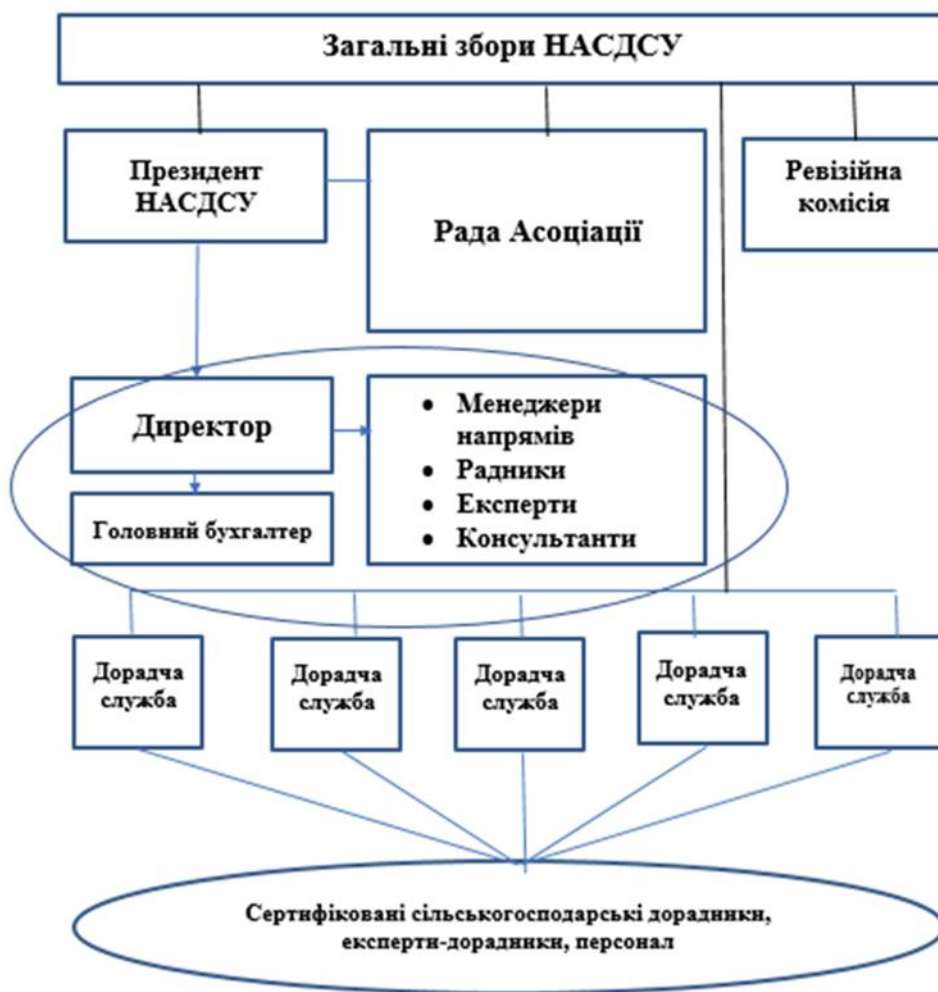 Загальні збори НАСДСУ
Президент
НАСДСУ
Рада Асоціації
Ревізійна
комісія
Директор
Головний бухгалтер
• Менеджери
напрямів
• Радники
• Експерти
• Консультанти
Дорадча
служба
Дорадча
служба
Дорадча
служба
Дорадча
служба
Дорадча
служба
Сертифіковані сільськогосподарські дорадники,
експерти-дорадники, персонал